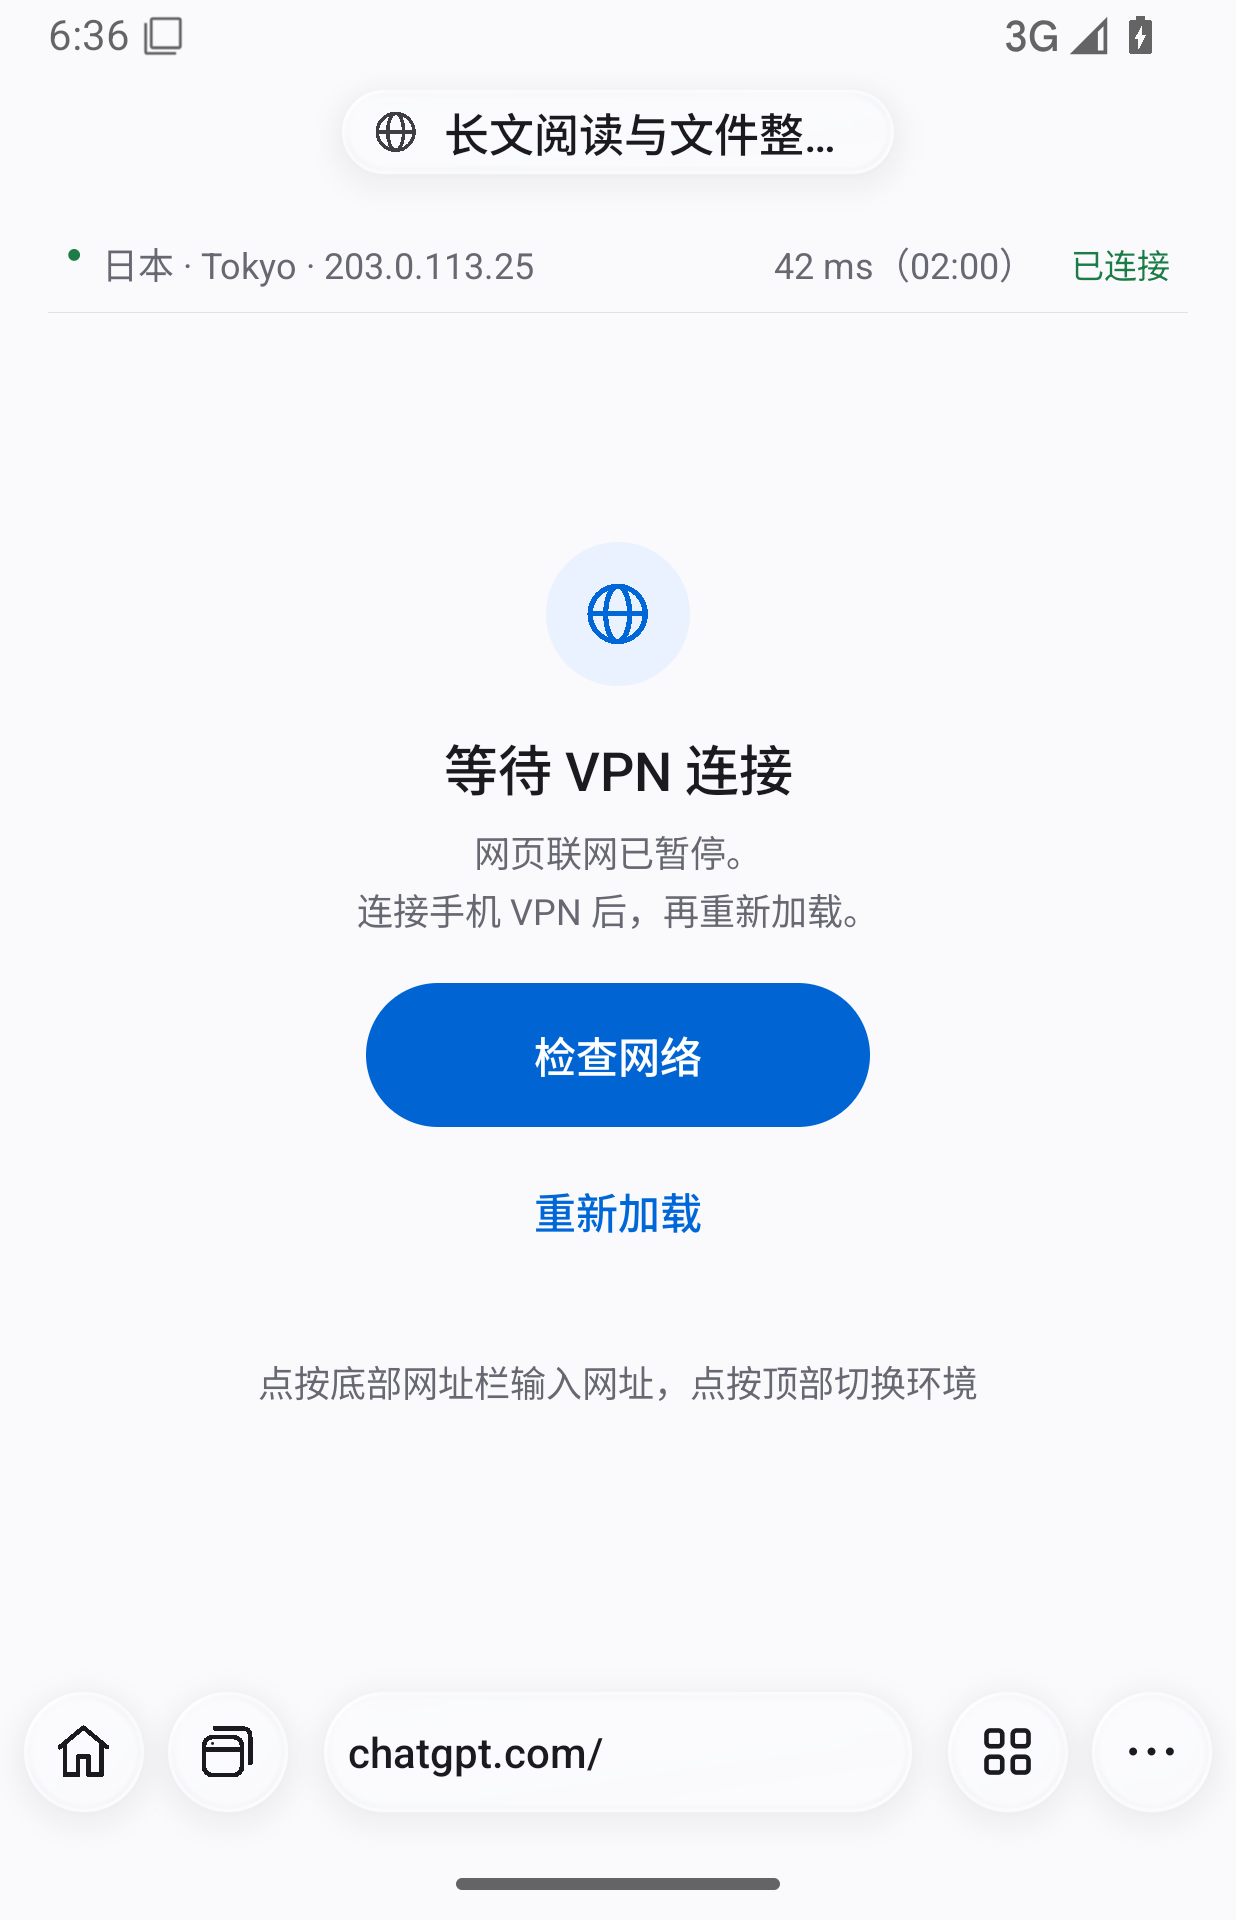 6:36
3G
长文阅读与文件整...
日本 · Tokyo · 203.0.113.25
42 ms（02:00）
已连接
等待 VPN 连接
网页联网已暂停。
连接手机 VPN 后，再重新加载。
检查网络
重新加载
点按底部网址栏输入网址，点按顶部切换环境
chatgpt.com/